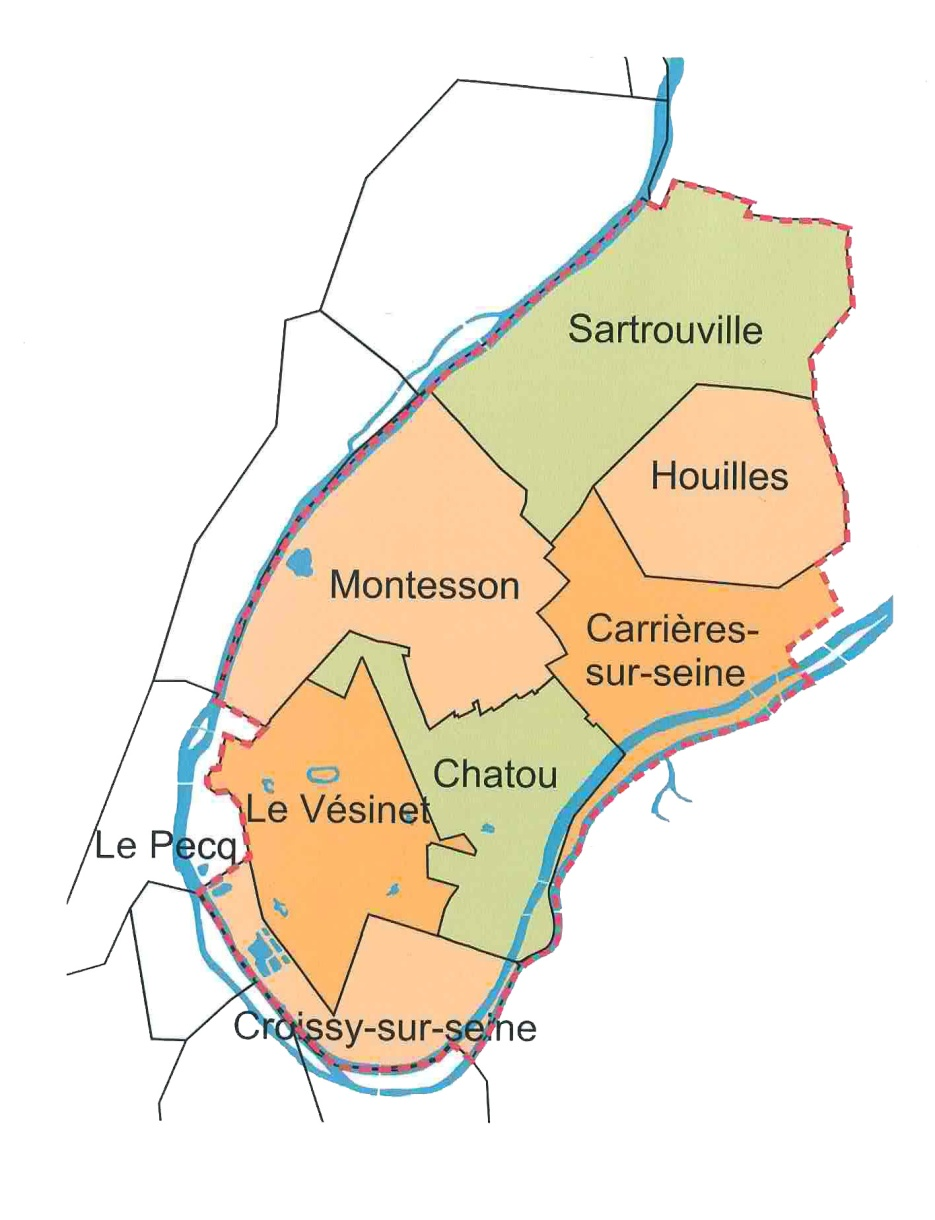 Sartrouville
Houilles
Montesson
Carrières-
sur-seine
Chatou
Le Vésinet
Le Pecq
Croissy-sur-seine